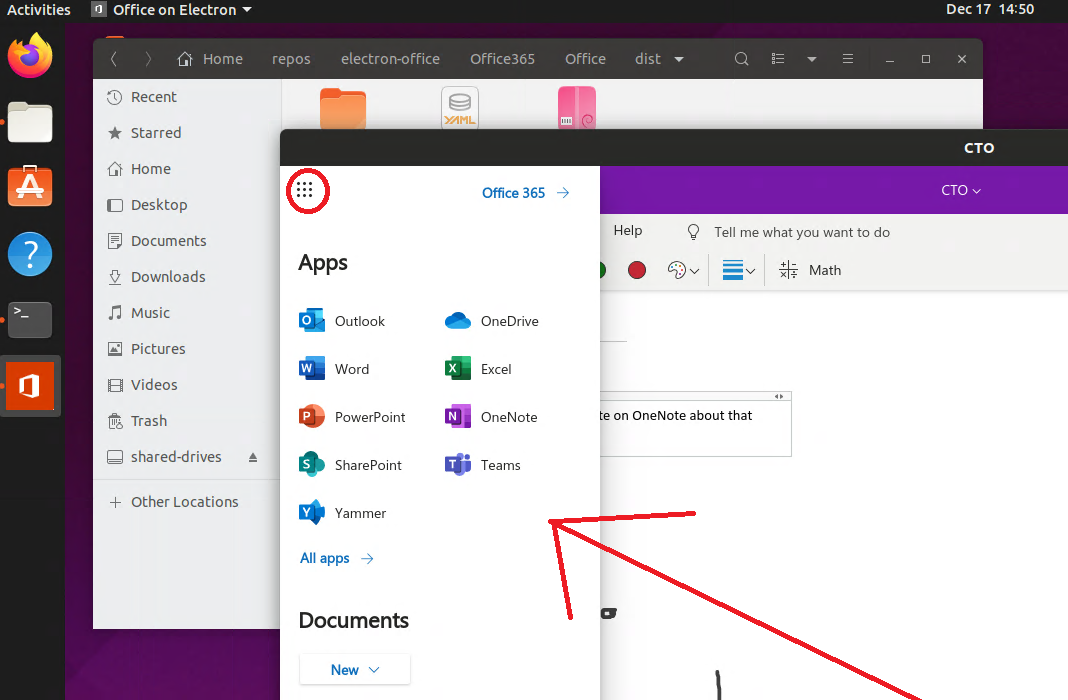 Activities Office on Electron Dec 17 14:50
Home repos electron-office Office365 Office dist
Recent
YAML
Starred
CTO
Home
Office 365
CTO
Desktop
Help Tell me what you want to do
Documents
Apps
Math
Downloads
Music
Outlook OneDrive
Pictures
Word Excel
Videos
PowerPoint OneNote
te on OneNote about that
Trash
shared-drives
SharePoint Teams
Other Locations
Yammer
All apps
Documents
New